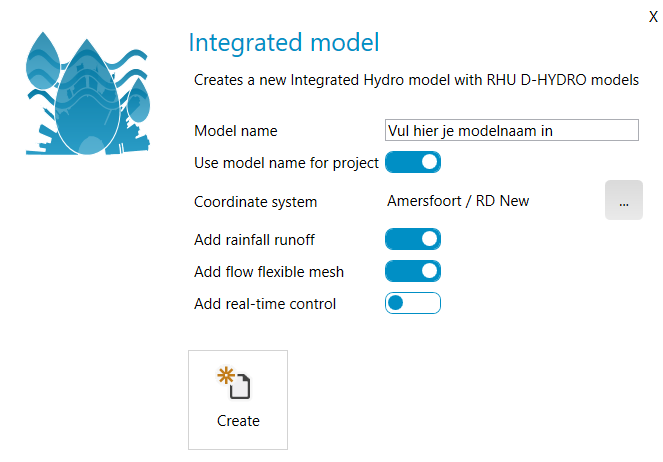 X
Integrated model
Creates a new Integrated Hydro model with RHU D-HYDRO models
Model name
Vul hier je modelnaam in
Use model name for project
Coordinate system
Amersfoort / RD New
...
Add rainfall runoff
Add flow flexible mesh
Add real-time control
Create